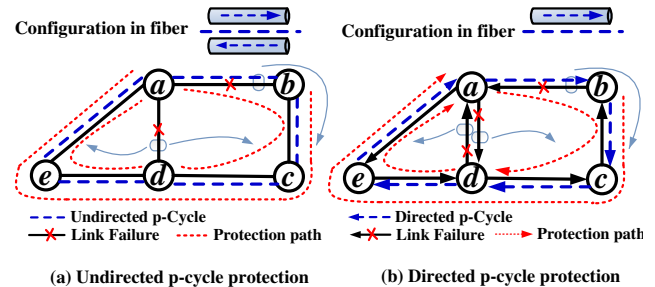 Configuration in fiber
Configuration in fiber
a
b
e
d
c
a
b
e
d
c
Undirected p-Cycle
Link Failure
Protection path
Directed p-Cycle
Link Failure
Protection path
(a) Undirected p-cycle protection
(b) Directed p-cycle protection